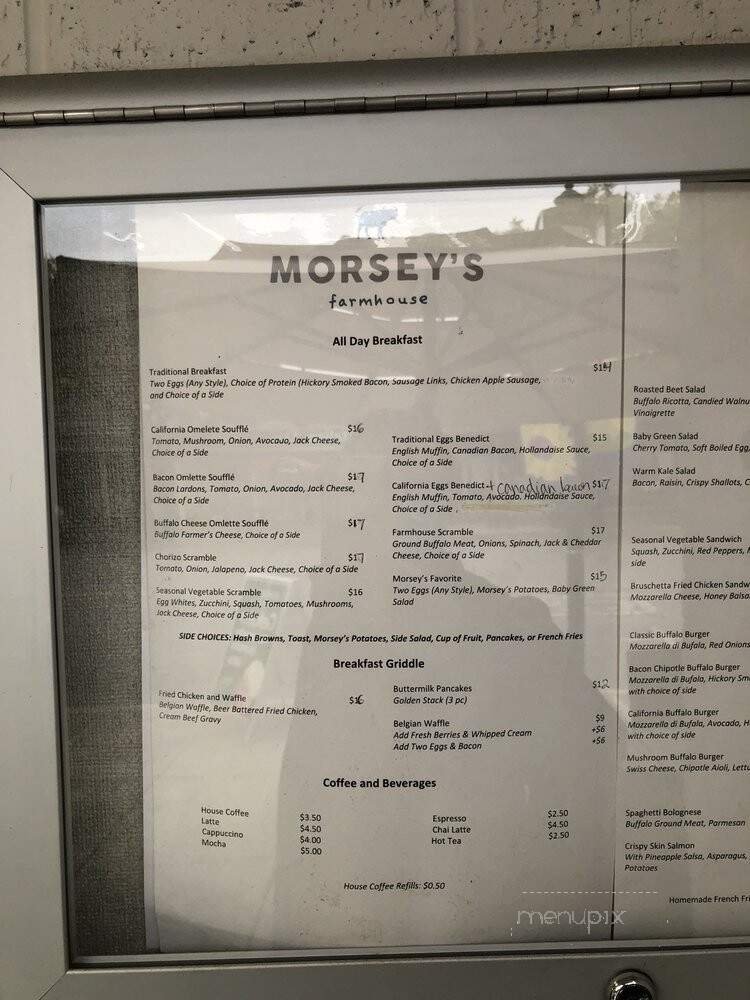 MORSEY'S
farmhouse
All Day Breakfast
Traditional Breakfast $14
Two Eggs (Any Style), Choice of Protein (Hickory Smoked Bacon, Sausage Links, Chicken Apple Sausage,
and Choice of a Side
California Omelete Soufflé $16
Tomato, Mushroom, Onion, Avocado, Jack Cheese,
Choice of a Side
Bacon Omlette Soufflé $17
Bacon Lardons, Tomato, Onion, Avocado, Jack Cheese,
Choice of a Side
Buffalo Cheese Omlette Soufflé $17
Buffalo Farmer's Cheese, Choice of a Side
Chorizo Scramble $17
Tomato, Onion, Jalapeno, Jack Cheese, Choice of a Side
Seasonal Vegetable Scramble $16
Egg Whites, Zucchini, Squash, Tomatoes, Mushrooms,
Jack Cheese, Choice of a Side
Traditional Eggs Benedict $15
English Muffin, Canadian Bacon, Hollandaise Sauce,
Choice of a Side
California Eggs Benedict + canadian bacon $17
English Muffin, Tomato, Avocado. Hollandaise Sauce,
Choice of a Side
Farmhouse Scramble $17
Ground Buffalo Meat, Onions, Spinach, Jack & Cheddar
Cheese, Choice of a Side
Morsey's Favorite $15
Two Eggs (Any Style), Morsey's Potatoes, Baby Green
Salad
SIDE CHOICES: Hash Browns, Toast, Morsey's Potatoes, Side Salad, Cup of Fruit, Pancakes, or French Fries
Breakfast Griddle
Fried Chicken and Waffle $16
Belgian Waffle, Beer Battered Fried Chicken,
Cream Beef Gravy
Buttermilk Pancakes $12
Golden Stack (3 pc)
Belgian Waffle $9
Add Fresh Berries & Whipped Cream +$6
Add Two Eggs & Bacon +$6
Coffee and Beverages
House Coffee $3.50
Latte $4.50
Cappuccino $4.00
Mocha $5.00
Espresso $2.50
Chai Latte $4.50
Hot Tea $2.50
House Coffee Refills: $0.50
Roasted Beet Salad
Buffalo Ricotta, Candied Walnu
Vinaigrette
Baby Green Salad
Cherry Tomato, Soft Boiled Egg,
Warm Kale Salad
Bacon, Raisin, Crispy Shallots, C
Seasonal Vegetable Sandwich
Squash, Zucchini, Red Peppers,
side
Bruschetta Fried Chicken Sandw
Mozzarella Cheese, Honey Balsa
Classic Buffalo Burger
Mozzarella di Bufala, Red Onions
Bacon Chipotle Buffalo Burger
Mozzarella di Bufala, Hickory Sm
with choice of side
California Buffalo Burger
Mozzarella di Bufala, Avocado, H
with choice of side
Mushroom Buffalo Burger
Swiss Cheese, Chipotle Aioli, Lettu
Spaghetti Bolognese
Buffalo Ground Meat, Parmesan
Crispy Skin Salmon
With Pineapple Salsa, Asparagus,
Potatoes
Homemade French Fri
menupix